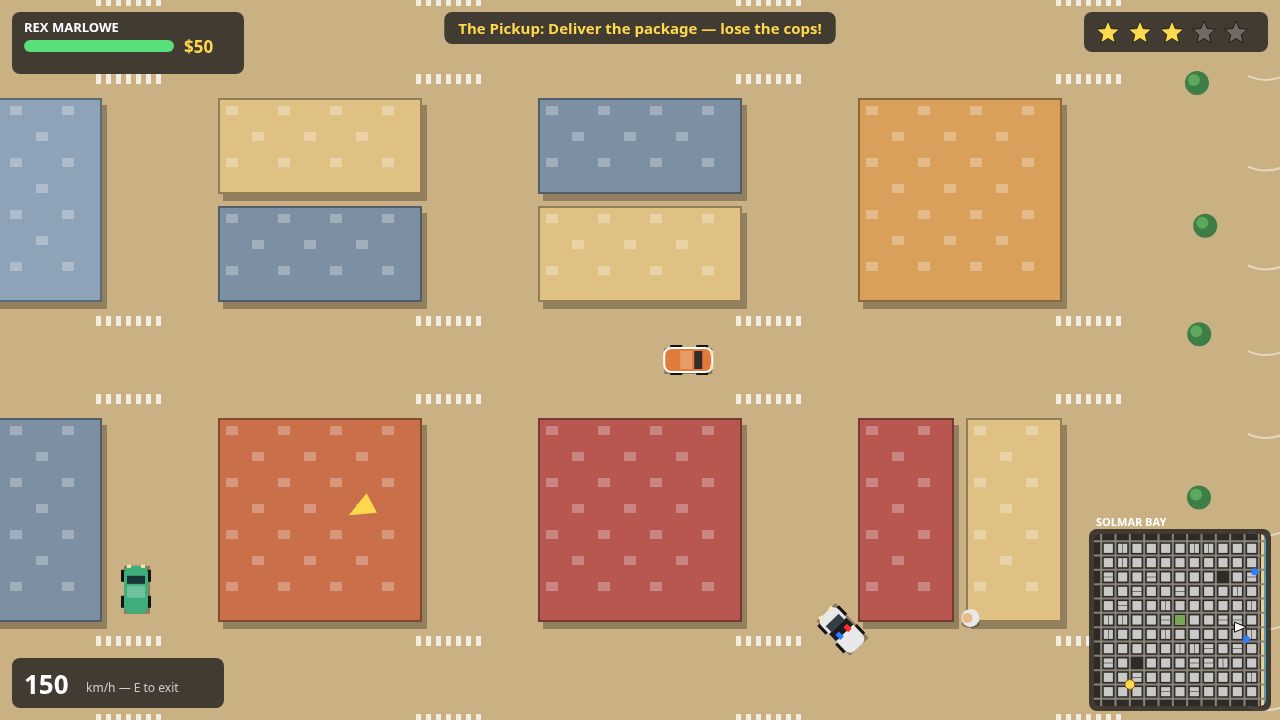 REX MARLOWE
$50
The Pickup: Deliver the package — lose the cops!
SOLMAR BAY
150 km/h — E to exit